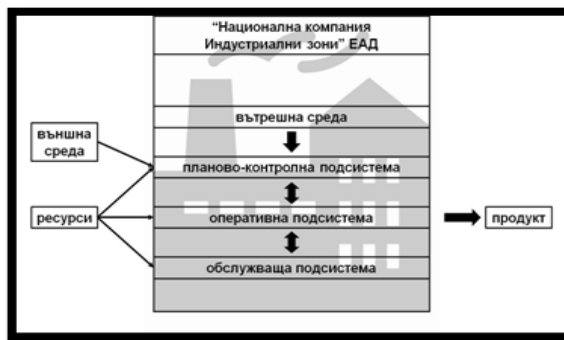 “Национална компания
Индустриални зони” ЕАД
вътрешна среда
външна
среда
планово-контролна подсистема
ресурси
оперативна подсистема
продукт
обслужваща подсистема